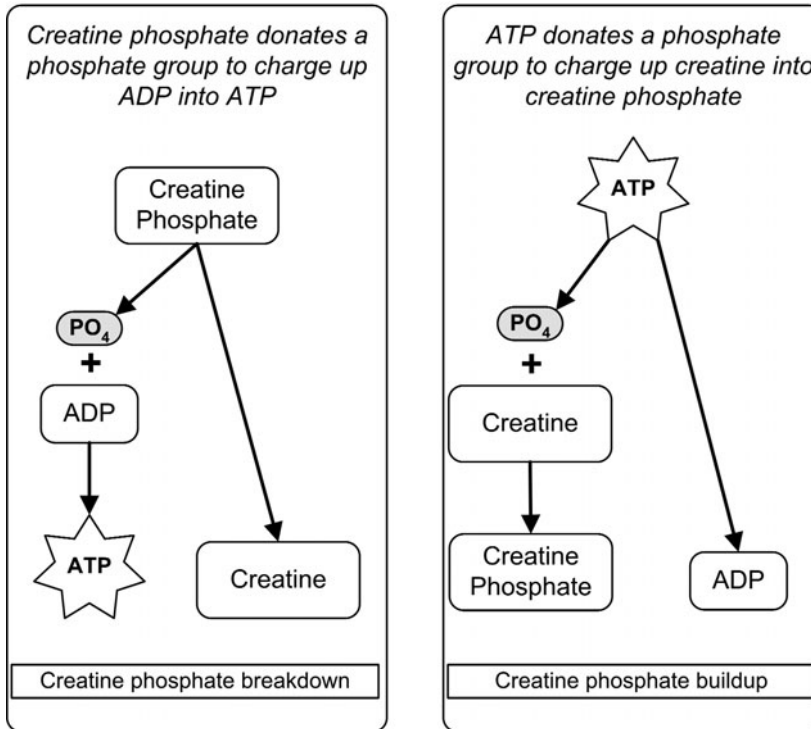 Creatine phosphate donates a
phosphate group to charge up
ADP into ATP
Creatine
Phosphate
PO₄
+
ADP
ATP
Creatine
Creatine phosphate breakdown
ATP donates a phosphate
group to charge up creatine into
creatine phosphate
ATP
PO₄
+
Creatine
Creatine
Phosphate
ADP
Creatine phosphate buildup